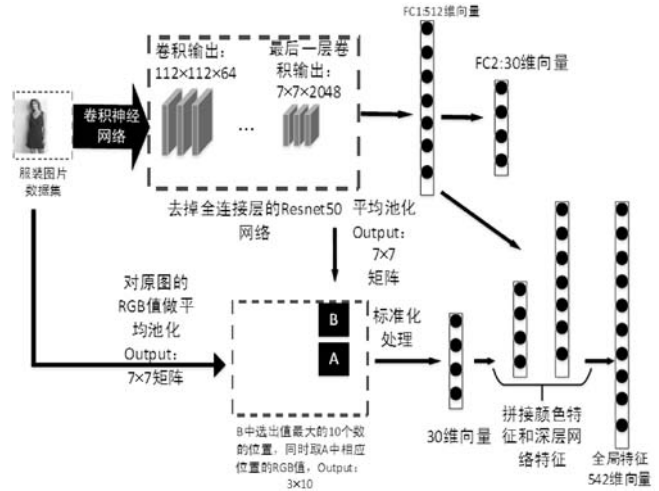 FC1:512维向量
卷积输出：
112×112×64
最后一层卷
积输出：
7×7×2048
FC2:30维向量
卷积神经
网络
...
服装图片
数据集
去掉全连接层的Resnet50
网络
平均池化
Output：
7×7
矩阵
对原图的
RGB值做平
均池化
Output：
7×7矩阵
B
A
标准化
处理
B中选出值最大的10个数
的位置，同时取A中相应
位置的RGB值，Output：
3×10
30维向量
拼接颜色特
征和深层网
络特征
全局特征
542维向量